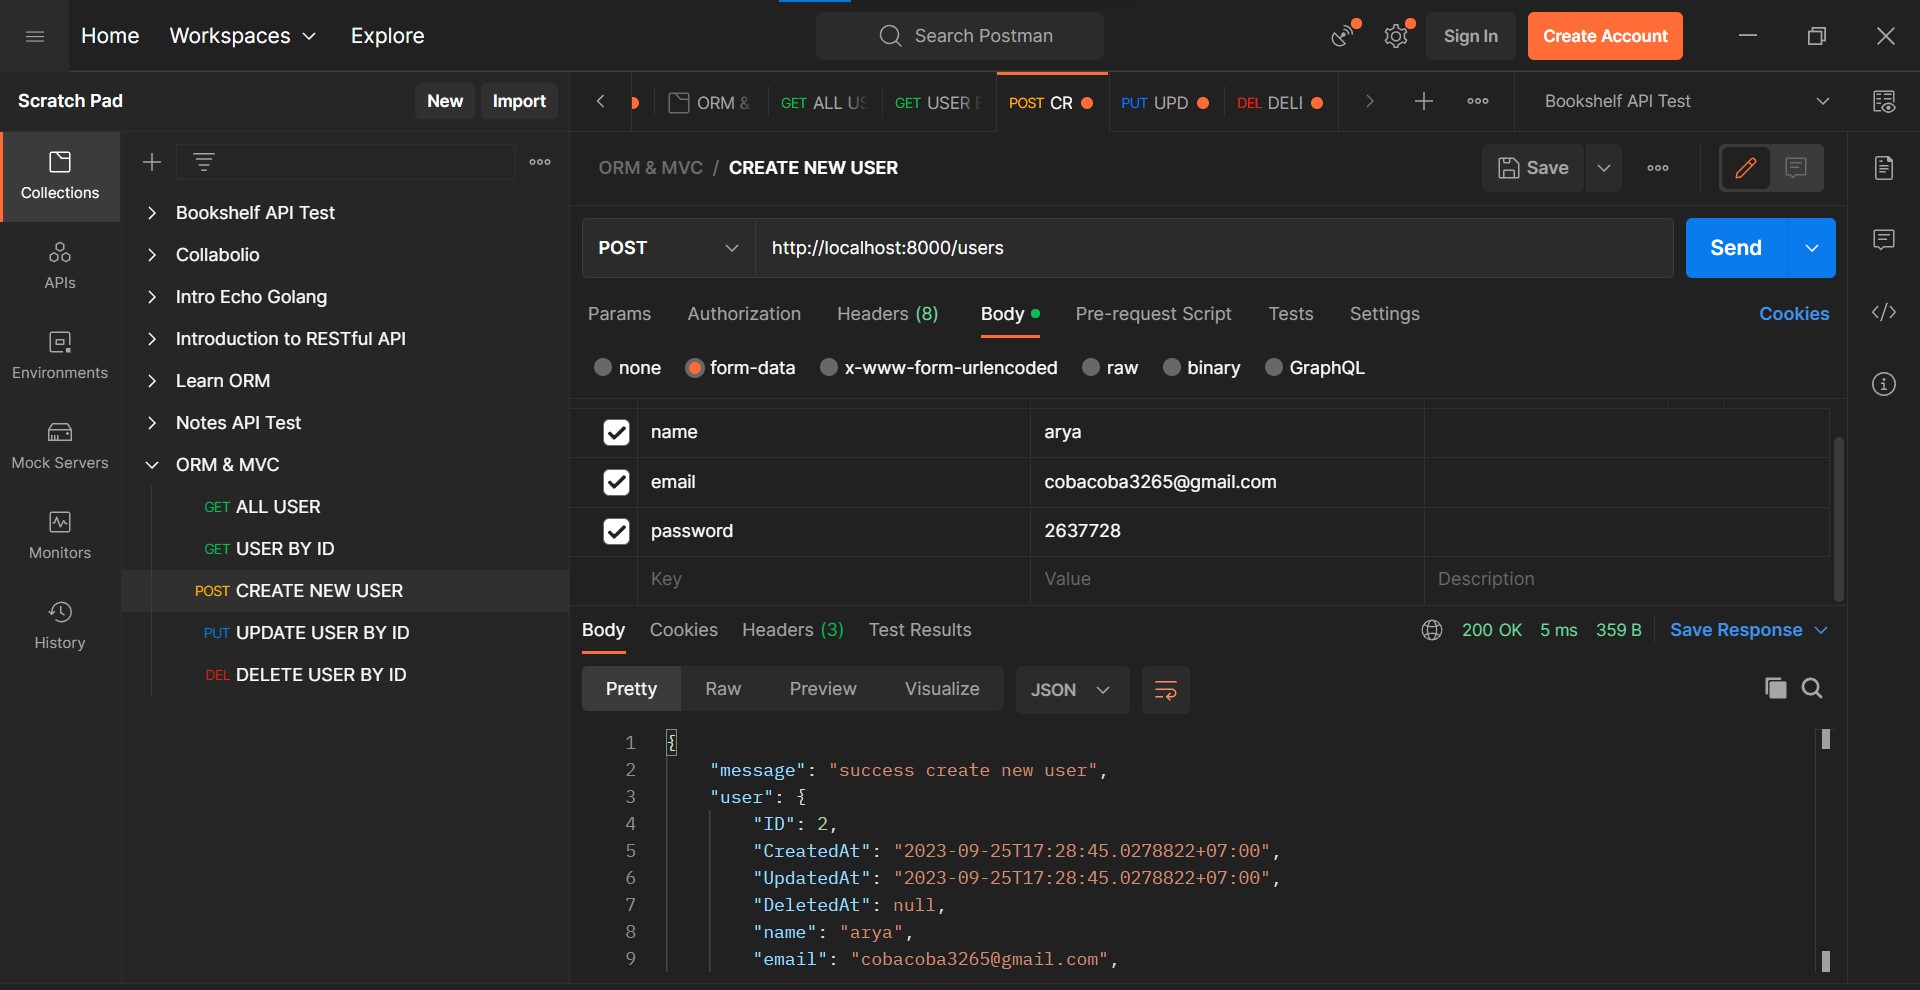 Home Workspaces Explore Search Postman Sign In Create Account
Scratch Pad New Import ORM & GET ALL US GET USER E POST CR PUT UPD DEL DELI Bookshelf API Test
Collections
APIs
Environments
Mock Servers
Monitors
History
Bookshelf API Test
Collabolio
Intro Echo Golang
Introduction to RESTful API
Learn ORM
Notes API Test
ORM & MVC
GET ALL USER
GET USER BY ID
POST CREATE NEW USER
PUT UPDATE USER BY ID
DEL DELETE USER BY ID
ORM & MVC / CREATE NEW USER Save
POST http://localhost:8000/users Send
Params Authorization Headers (8) Body Pre-request Script Tests Settings Cookies
none form-data x-www-form-urlencoded raw binary GraphQL
name arya
email cobacoba3265@gmail.com
password 2637728
Key Value Description
Body Cookies Headers (3) Test Results 200 OK 5 ms 359 B Save Response
Pretty Raw Preview Visualize JSON
1 {
2 "message": "success create new user",
3 "user": {
4 "ID": 2,
5 "CreatedAt": "2023-09-25T17:28:45.0278822+07:00",
6 "UpdatedAt": "2023-09-25T17:28:45.0278822+07:00",
7 "DeletedAt": null,
8 "name": "arya",
9 "email": "cobacoba3265@gmail.com",